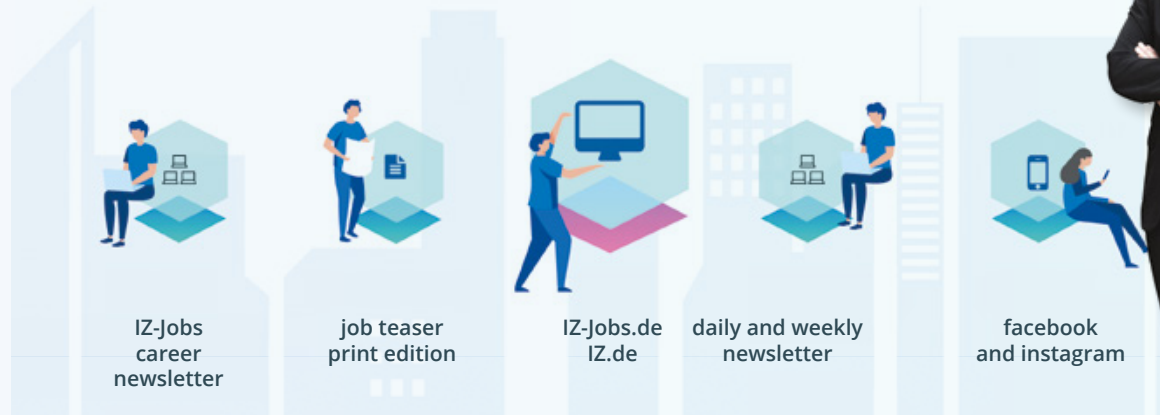 IZ-Jobs
career
newsletter
job teaser
print edition
IZ-Jobs.de
IZ.de
daily and weekly
newsletter
facebook
and instagram